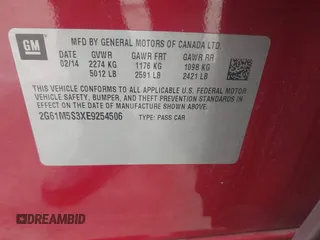 GM
MFD BY GENERAL MOTORS OF CANADA LTD.
DATE GVWR GAWR FRT GAWR RR
02/14 2274 KG 1176 KG 1098 KG
5012 LB 2591 LB 2421 LB
THIS VEHICLE CONFORMS TO ALL APPLICABLE U.S. FEDERAL MOTOR
VEHICLE SAFETY, BUMPER, AND THEFT PREVENTION STANDARDS IN
EFFECT ON THE DATE OF MANUFACTURE SHOWN ABOVE.
2G61M5S3XE9254506 TYPE: PASS CAR
DREAMBID